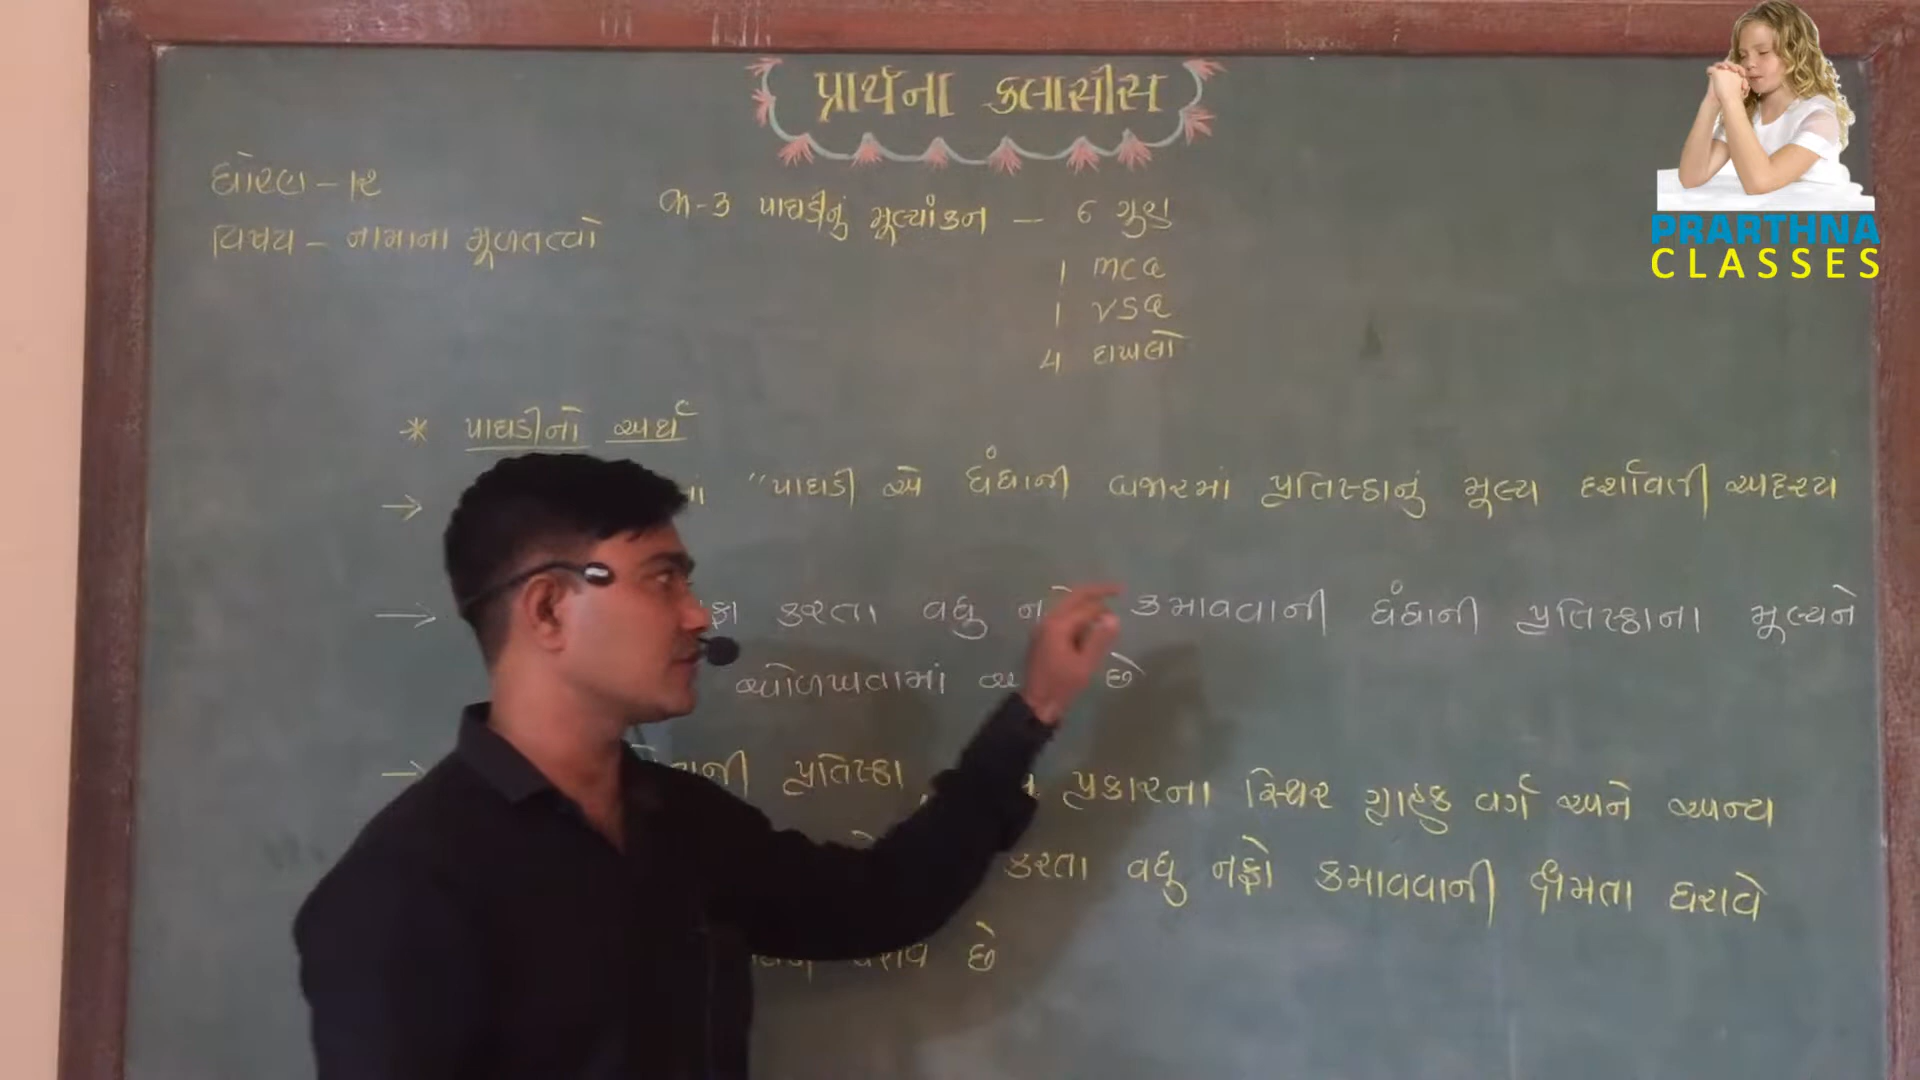 પ્રાર્થના કલાસીસ
PRARTHNA
CLASSES
ધોરણ - ૧૨
વિષય - નામાના મૂળતત્વો
પાઘડીનું મૂલ્યાંકન - ૬ ગુણ
1 MCQ
1 VSQ
4 દાખલો
* પાઘડીનો અર્થ
→ "પાઘડી એ ધંધાની બજારમાં પ્રતિષ્ઠાનું મૂલ્ય દર્શાવતી અદ્રશ્ય
→ કરતા વધુ કમાવવાની ધંધાની પ્રતિષ્ઠાના મૂલ્યને
ઓળખવામાં છે
→ પ્રતિષ્ઠા પ્રકારના સ્થિર ગ્રાહક વર્ગ અને અન્ય
કરતા વધુ નફો કમાવવાની ક્ષમતા ધરાવે
છે